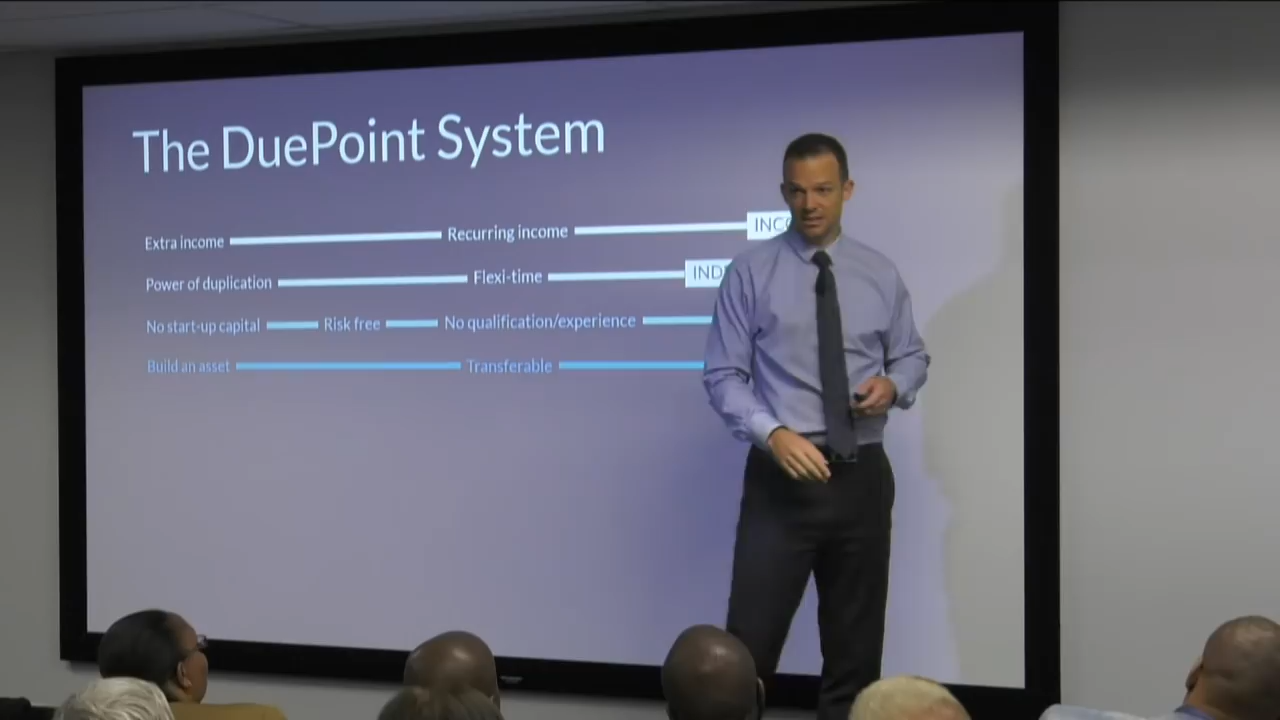 The DuePoint System
Extra income Recurring income
Power of duplication Flexi-time
No start-up capital Risk free No qualification/experience
Build an asset Transferable